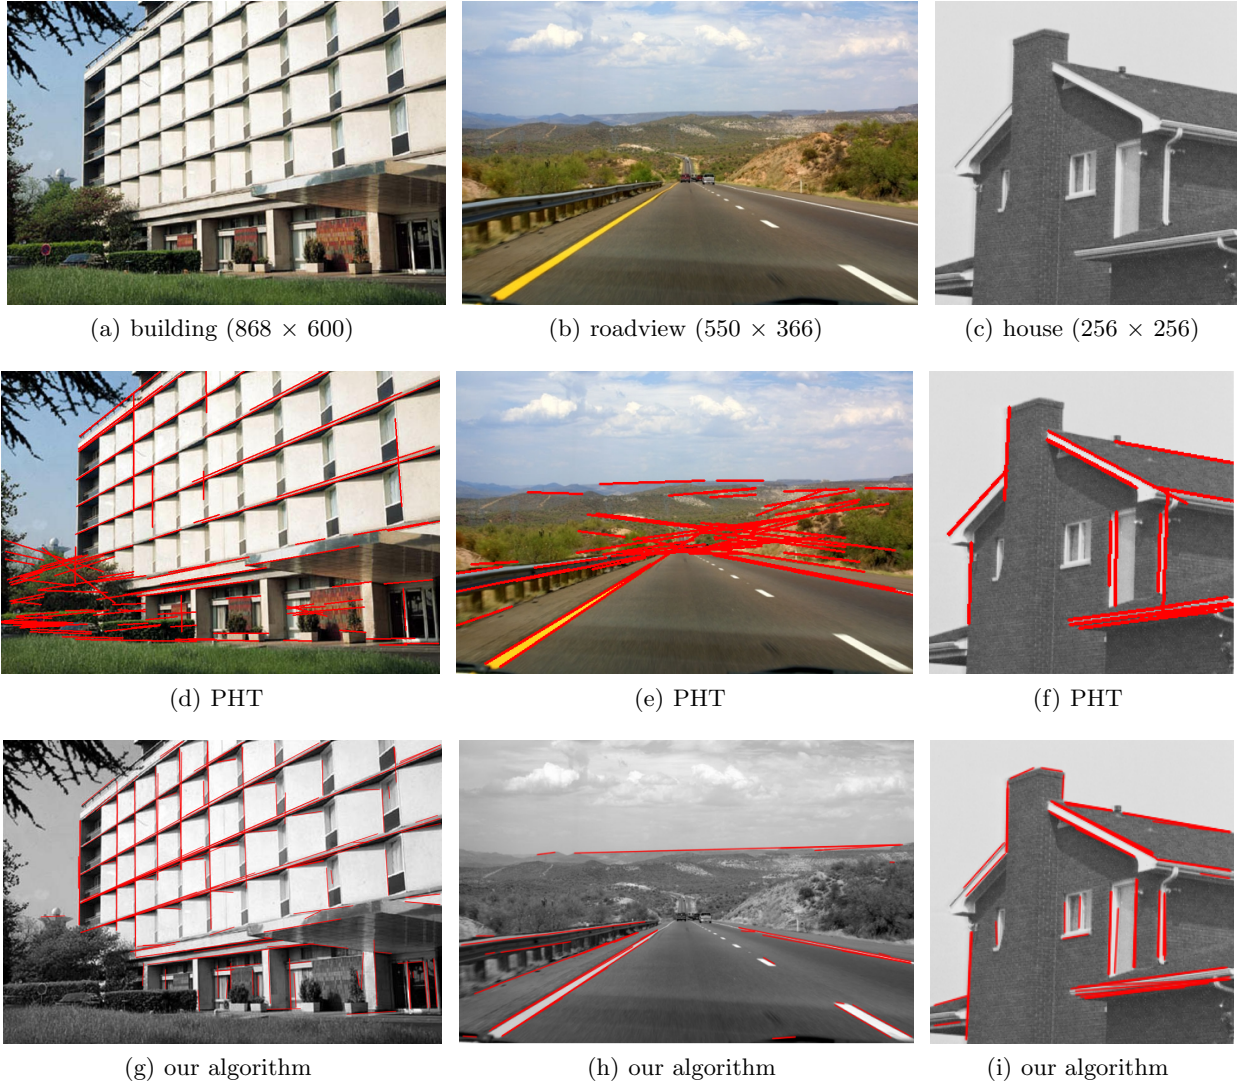 (a) building (868 × 600)
(b) roadview (550 × 366)
(c) house (256 × 256)
(d) PHT
(e) PHT
(f) PHT
(g) our algorithm
(h) our algorithm
(i) our algorithm